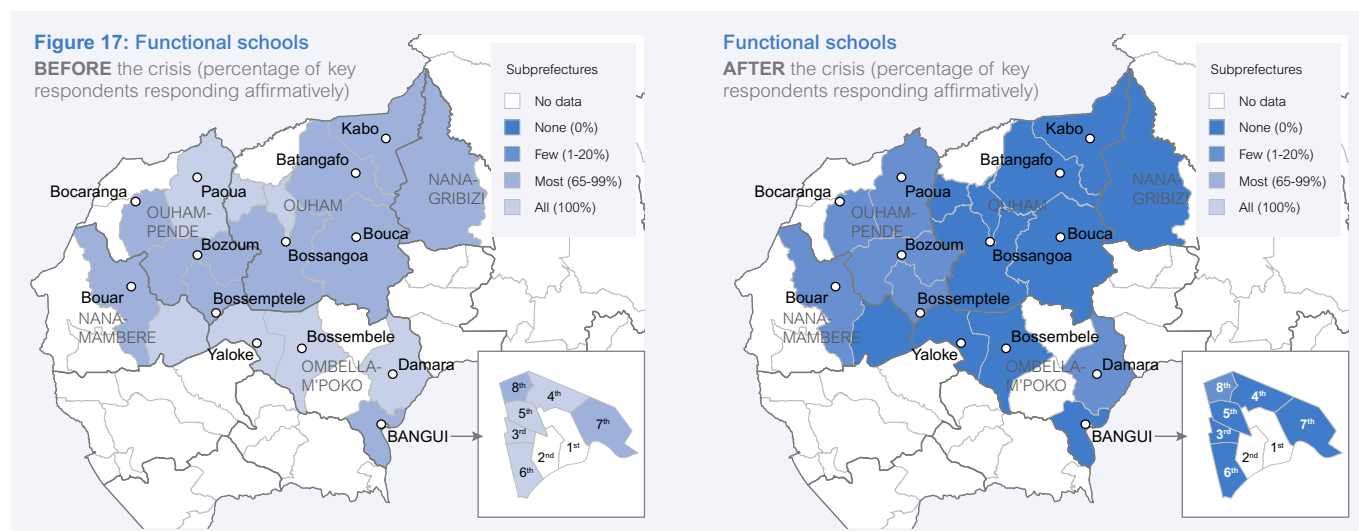 Figure 17: Functional schools
BEFORE the crisis (percentage of key
respondents responding affirmatively)
Subprefectures
No data
None (0%)
Few (1-20%)
Most (65-99%)
All (100%)
Kabo
Batangafo
Bocaranga
Paoua
NANA-
GRIBIZI
OUHAM-
PENDE
OUHAM
Bozoum
Bouca
Bossangoa
Bouar
Bossemptele
NANA-
MAMBERE
Yaloke
Bossembele
OMBELLA-
M'POKO
Damara
BANGUI
8th
4th
5th
7th
3rd
1st
2nd
6th
Functional schools
AFTER the crisis (percentage of key
respondents responding affirmatively)
Subprefectures
No data
None (0%)
Few (1-20%)
Most (65-99%)
All (100%)
Kabo
Batangafo
Bocaranga
Paoua
NANA-
GRIBIZI
OUHAM-
PENDE
OUHAM
Bozoum
Bouca
Bossangoa
Bouar
Bossemptele
NANA-
MAMBERE
Yaloke
Bossembele
OMBELLA-
M'POKO
Damara
BANGUI
8th
4th
5th
7th
3rd
1st
2nd
6th